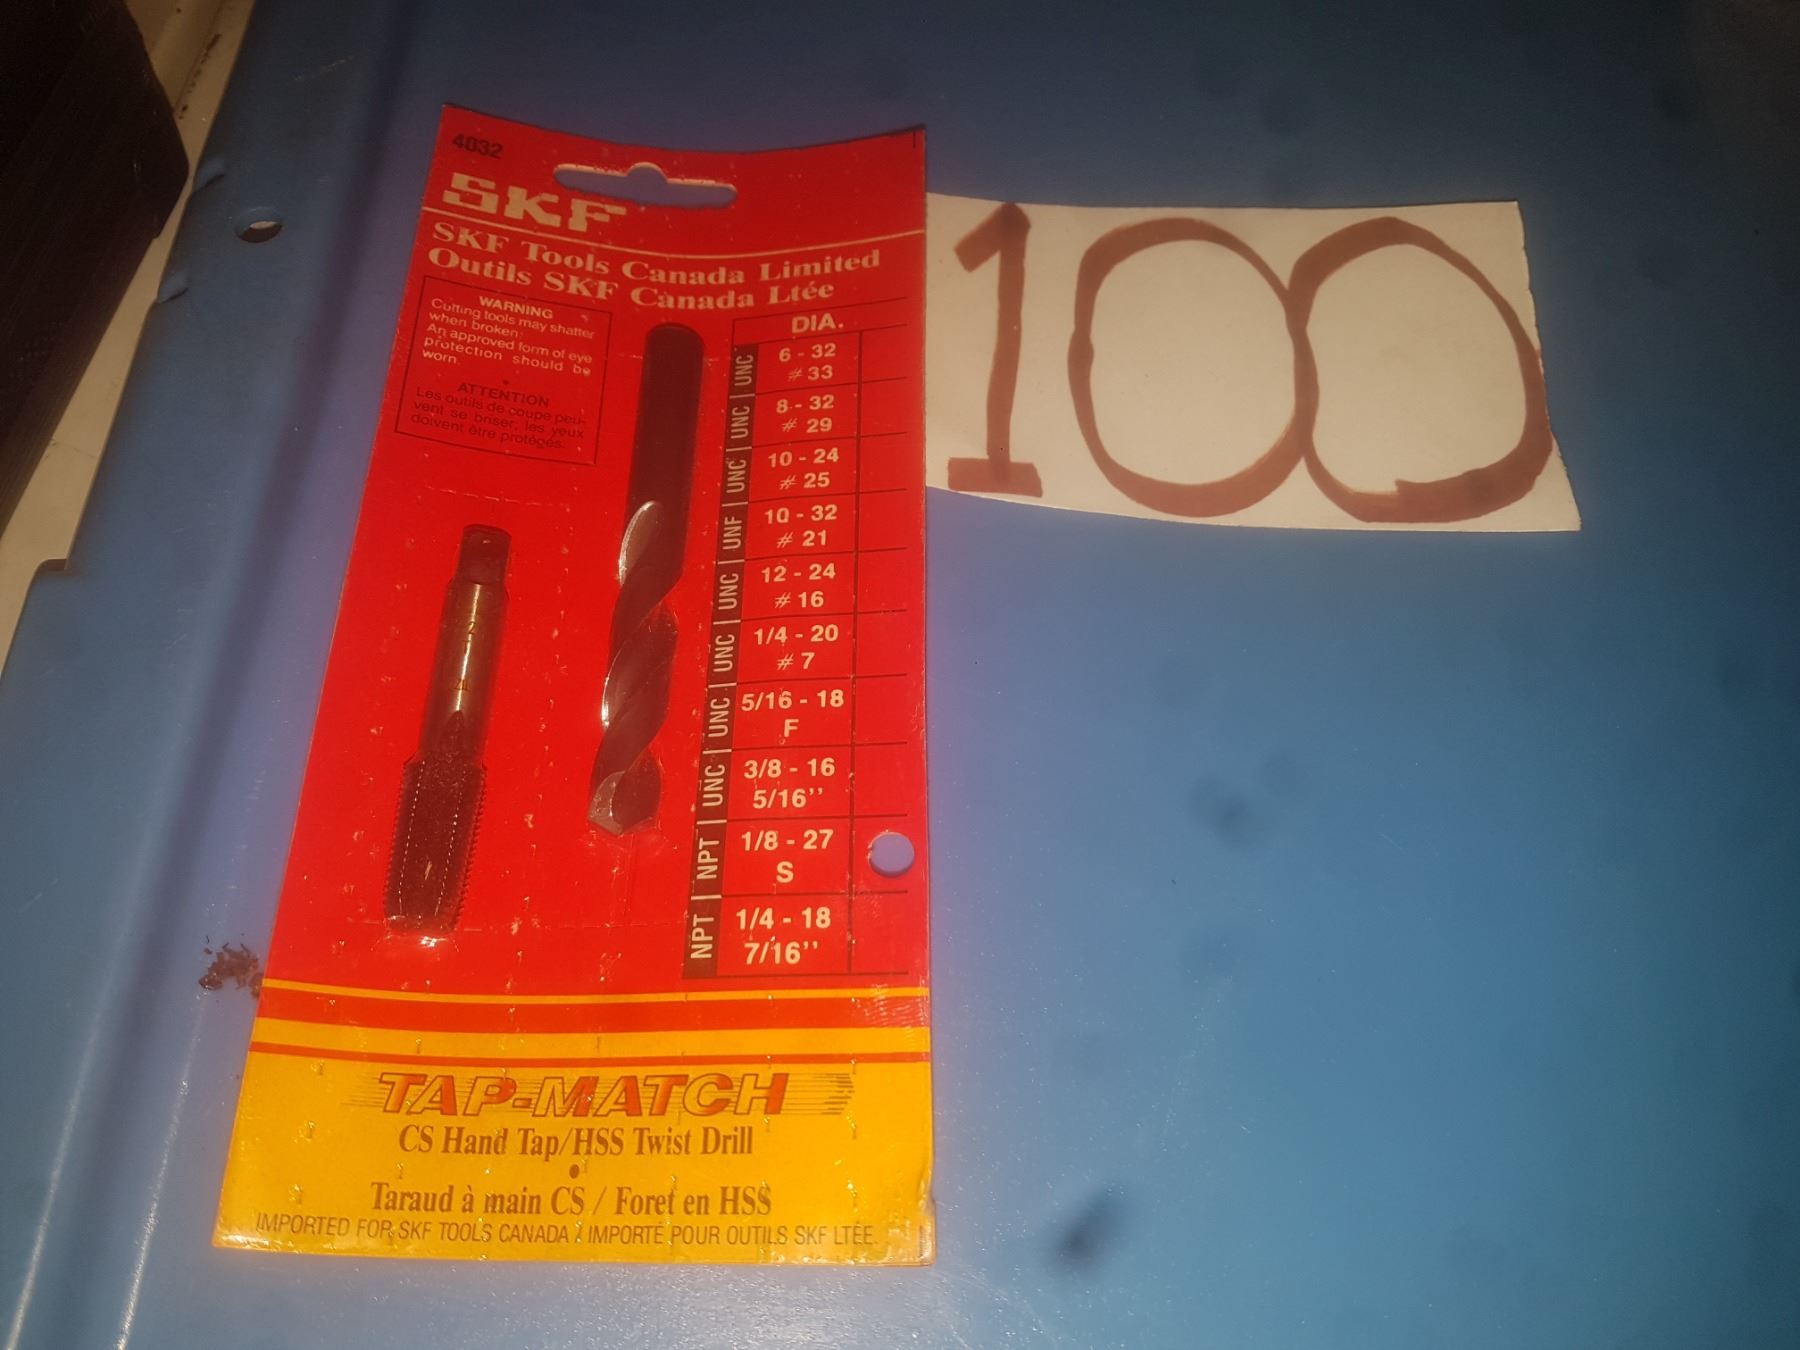 4032
SKF
SKF Tools Canada Limited
Outils SKF Canada Ltée
WARNING
Cutting tools may shatter
when broken.
An approved form of eye
protection should be
worn.
ATTENTION
Les outils de coupe peu-
vent se briser, les yeux
doivent être protégés.
DIA.
UNC 6 - 32
# 33
UNC 8 - 32
# 29
UNC 10 - 24
# 25
UNF 10 - 32
# 21
UNC 12 - 24
# 16
UNC 1/4 - 20
# 7
UNC 5/16 - 18
F
UNC 3/8 - 16
5/16''
NPT 1/8 - 27
S
NPT 1/4 - 18
7/16''
TAP-MATCH
CS Hand Tap/HSS Twist Drill
•
Taraud à main CS / Foret en HSS
IMPORTED FOR SKF TOOLS CANADA / IMPORTÉ POUR OUTILS SKF LTÉE.
100